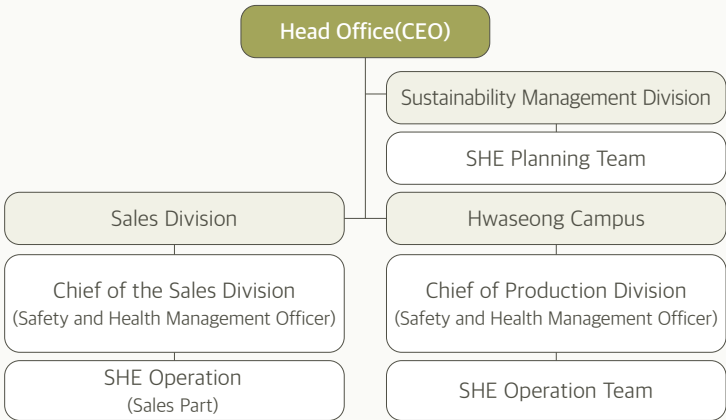 Head Office(CEO)
Sustainability Management Division
SHE Planning Team
Sales Division
Hwaseong Campus
Chief of the Sales Division
(Safety and Health Management Officer)
Chief of Production Division
(Safety and Health Management Officer)
SHE Operation
(Sales Part)
SHE Operation Team